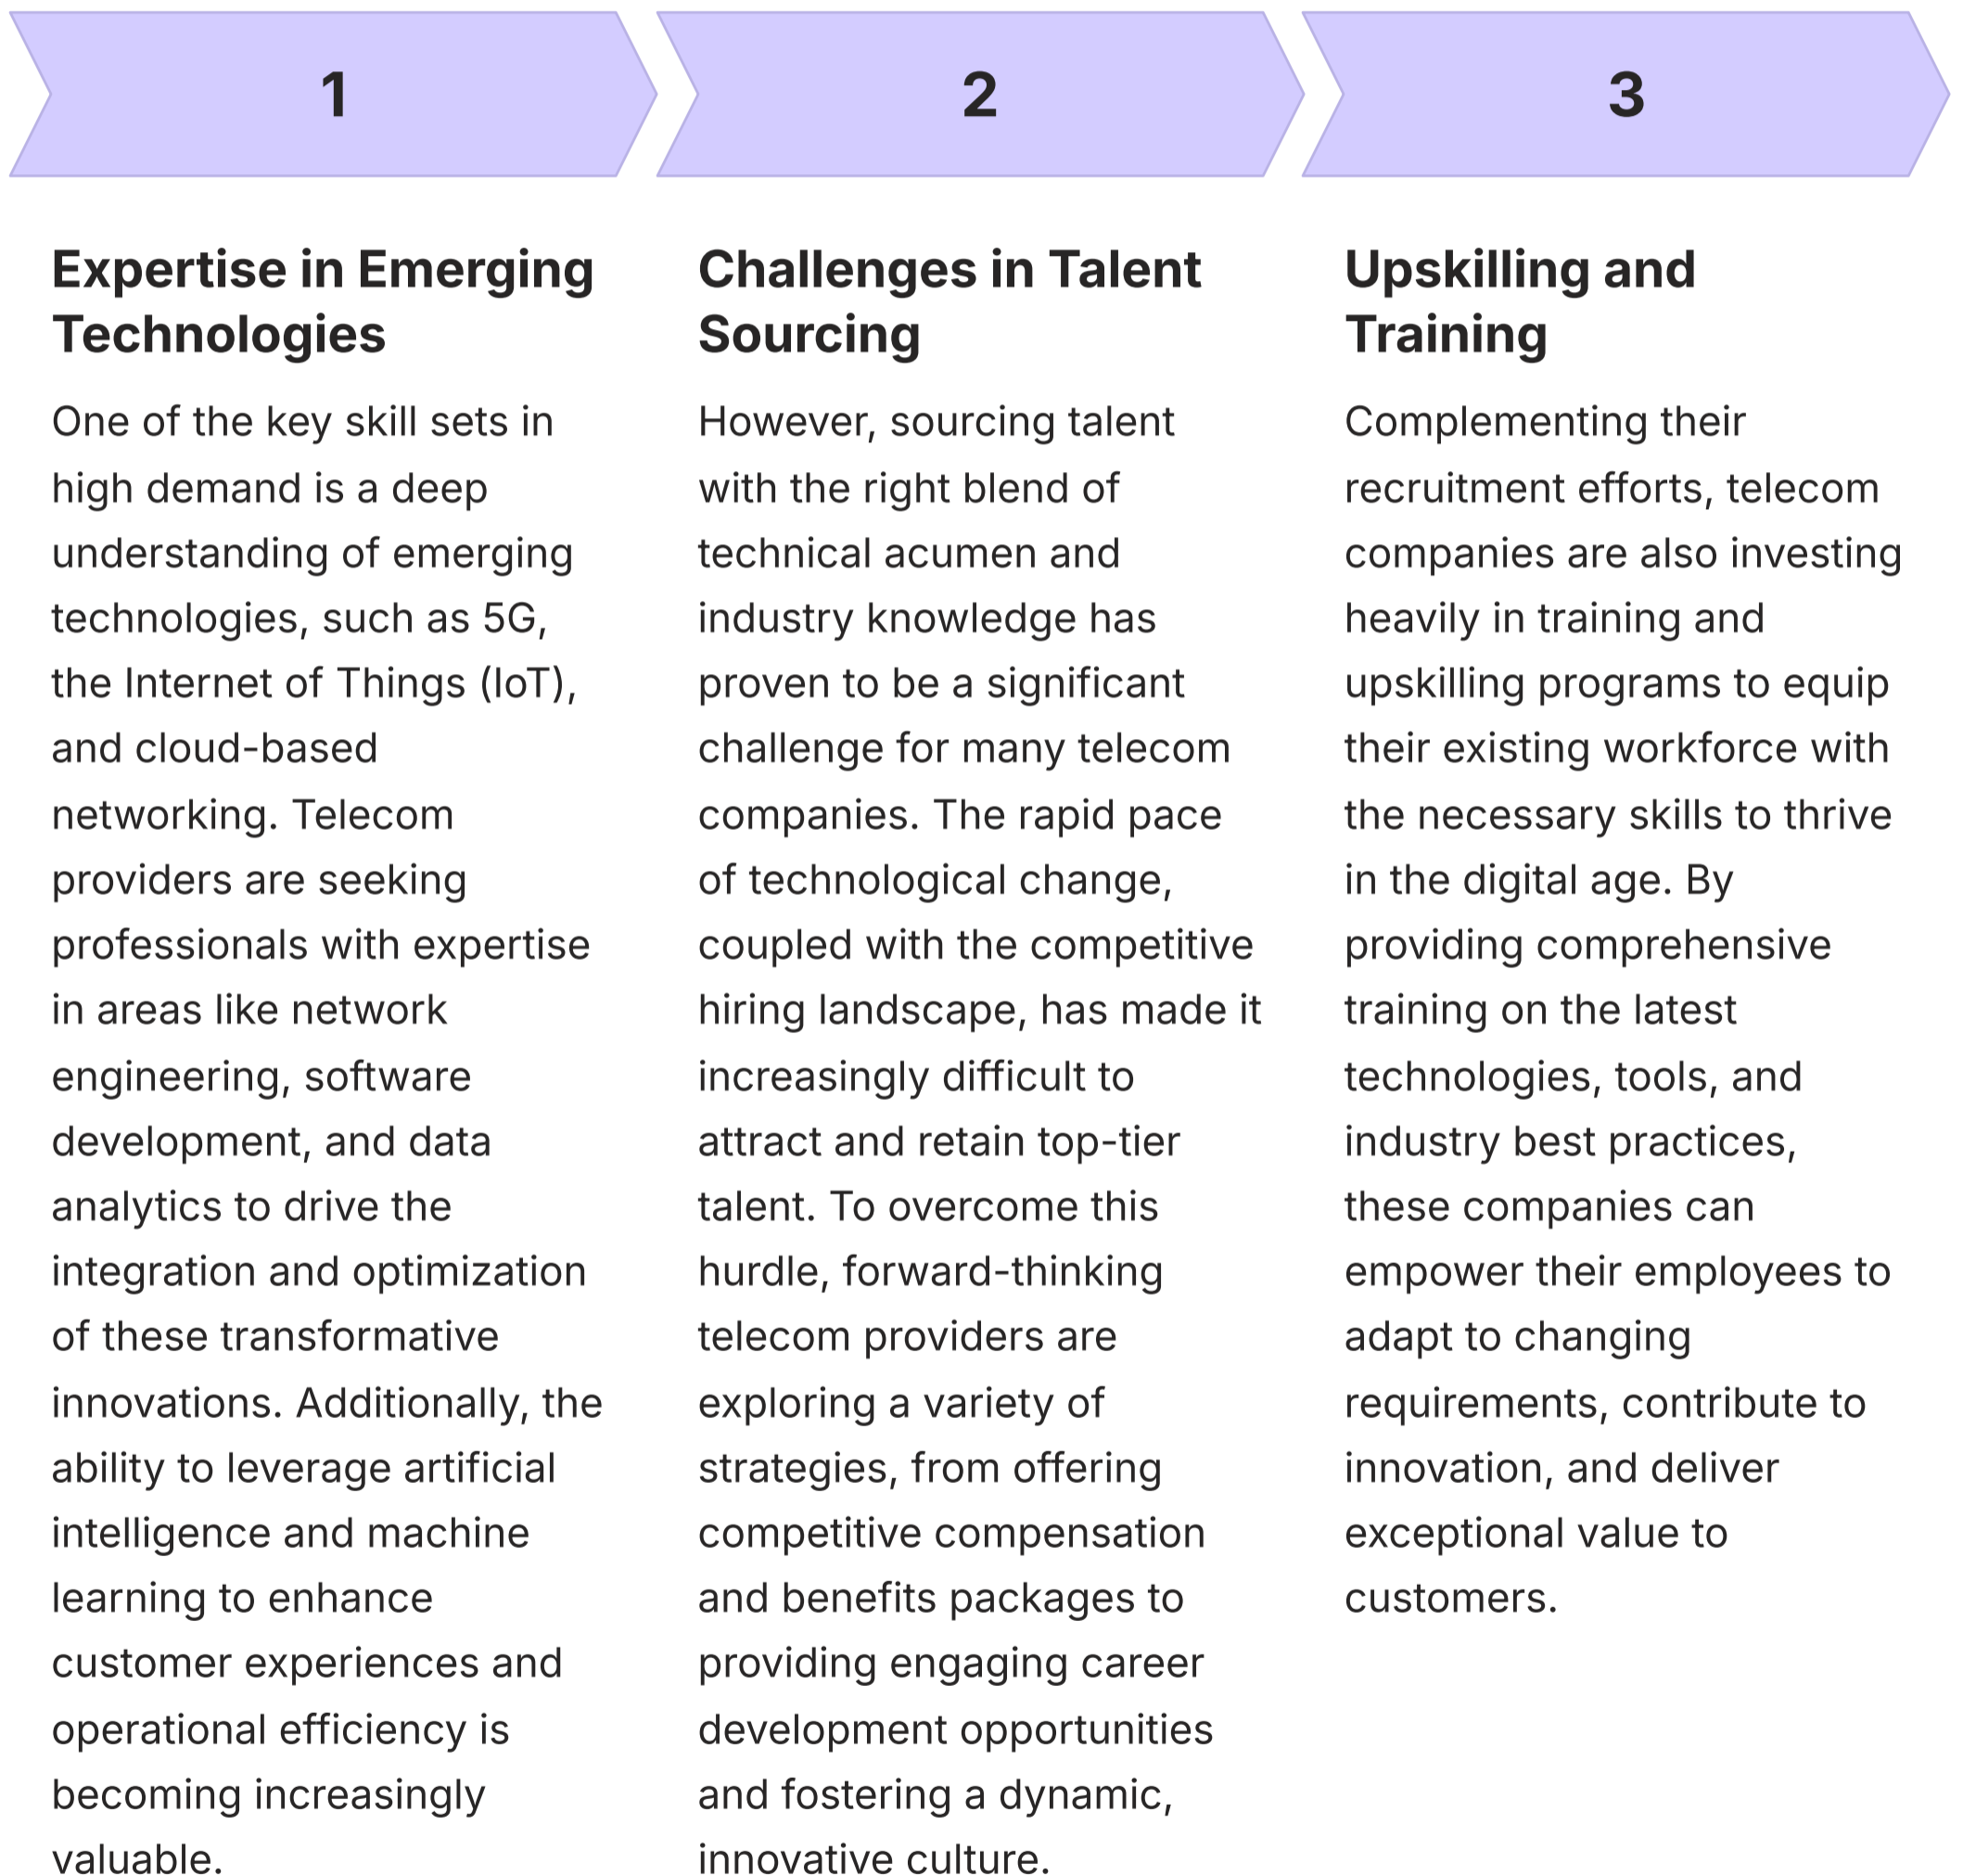 1
Expertise in Emerging
Technologies
One of the key skill sets in
high demand is a deep
understanding of emerging
technologies, such as 5G,
the Internet of Things (IoT),
and cloud-based
networking. Telecom
providers are seeking
professionals with expertise
in areas like network
engineering, software
development, and data
analytics to drive the
integration and optimization
of these transformative
innovations. Additionally, the
ability to leverage artificial
intelligence and machine
learning to enhance
customer experiences and
operational efficiency is
becoming increasingly
valuable.
2
Challenges in Talent
Sourcing
However, sourcing talent
with the right blend of
technical acumen and
industry knowledge has
proven to be a significant
challenge for many telecom
companies. The rapid pace
of technological change,
coupled with the competitive
hiring landscape, has made it
increasingly difficult to
attract and retain top-tier
talent. To overcome this
hurdle, forward-thinking
telecom providers are
exploring a variety of
strategies, from offering
competitive compensation
and benefits packages to
providing engaging career
development opportunities
and fostering a dynamic,
innovative culture.
3
Upskilling and
Training
Complementing their
recruitment efforts, telecom
companies are also investing
heavily in training and
upskilling programs to equip
their existing workforce with
the necessary skills to thrive
in the digital age. By
providing comprehensive
training on the latest
technologies, tools, and
industry best practices,
these companies can
empower their employees to
adapt to changing
requirements, contribute to
innovation, and deliver
exceptional value to
customers.